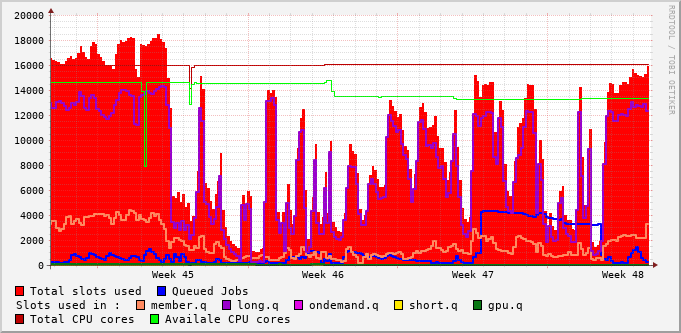 20000
18000
16000
14000
12000
10000
8000
6000
4000
2000
0
Week 45 Week 46 Week 47 Week 48
RRDTOOL / TOBI OETIKER
Total slots used Queued Jobs
Slots used in : member.q long.q ondemand.q short.q gpu.q
Total CPU cores Availale CPU cores